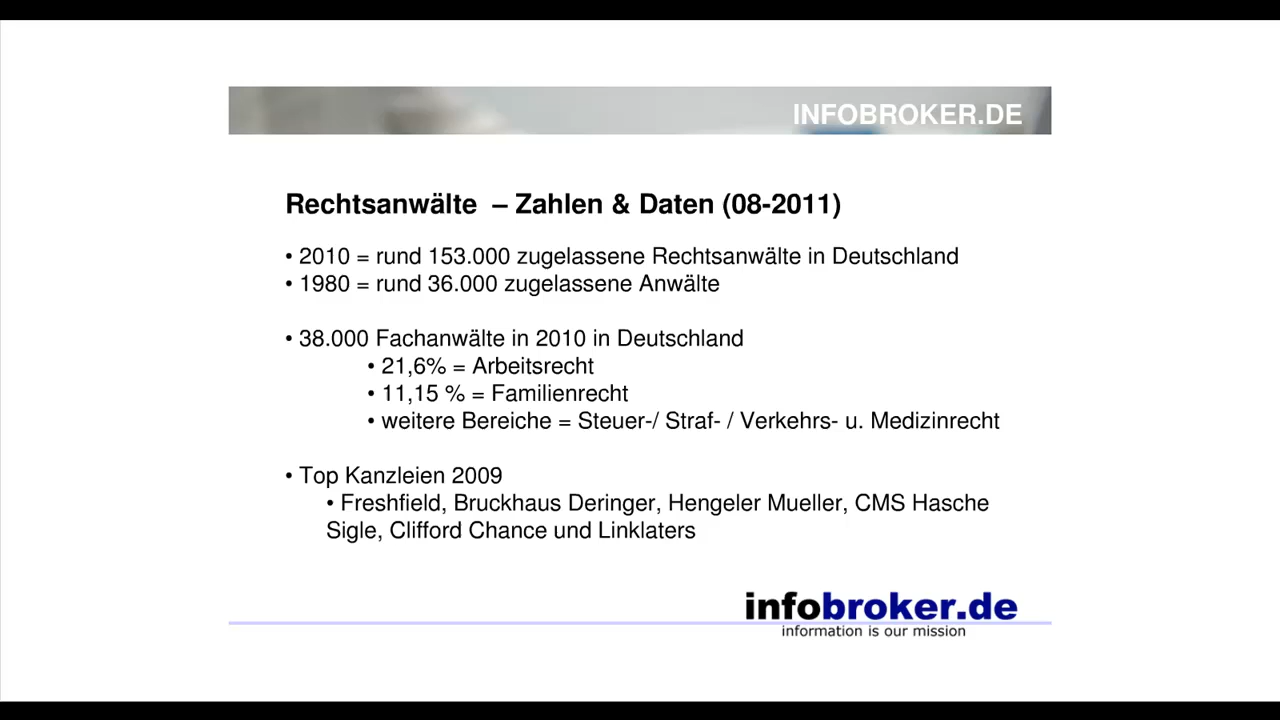 INFOBROKER.DE
Rechtsanwälte – Zahlen & Daten (08-2011)
• 2010 = rund 153.000 zugelassene Rechtsanwälte in Deutschland
• 1980 = rund 36.000 zugelassene Anwälte
• 38.000 Fachanwälte in 2010 in Deutschland
• 21,6% = Arbeitsrecht
• 11,15 % = Familienrecht
• weitere Bereiche = Steuer-/ Straf- / Verkehrs- u. Medizinrecht
• Top Kanzleien 2009
• Freshfield, Bruckhaus Deringer, Hengeler Mueller, CMS Hasche
Sigle, Clifford Chance und Linklaters
infobroker.de
information is our mission